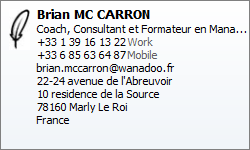 Brian MC CARRON
Coach, Consultant et Formateur en Mana...
+33 1 39 16 13 22 Work
+33 6 85 63 64 87 Mobile
brian.mccarron@wanadoo.fr
22-24 avenue de l'Abreuvoir
10 residence de la Source
78160 Marly Le Roi
France